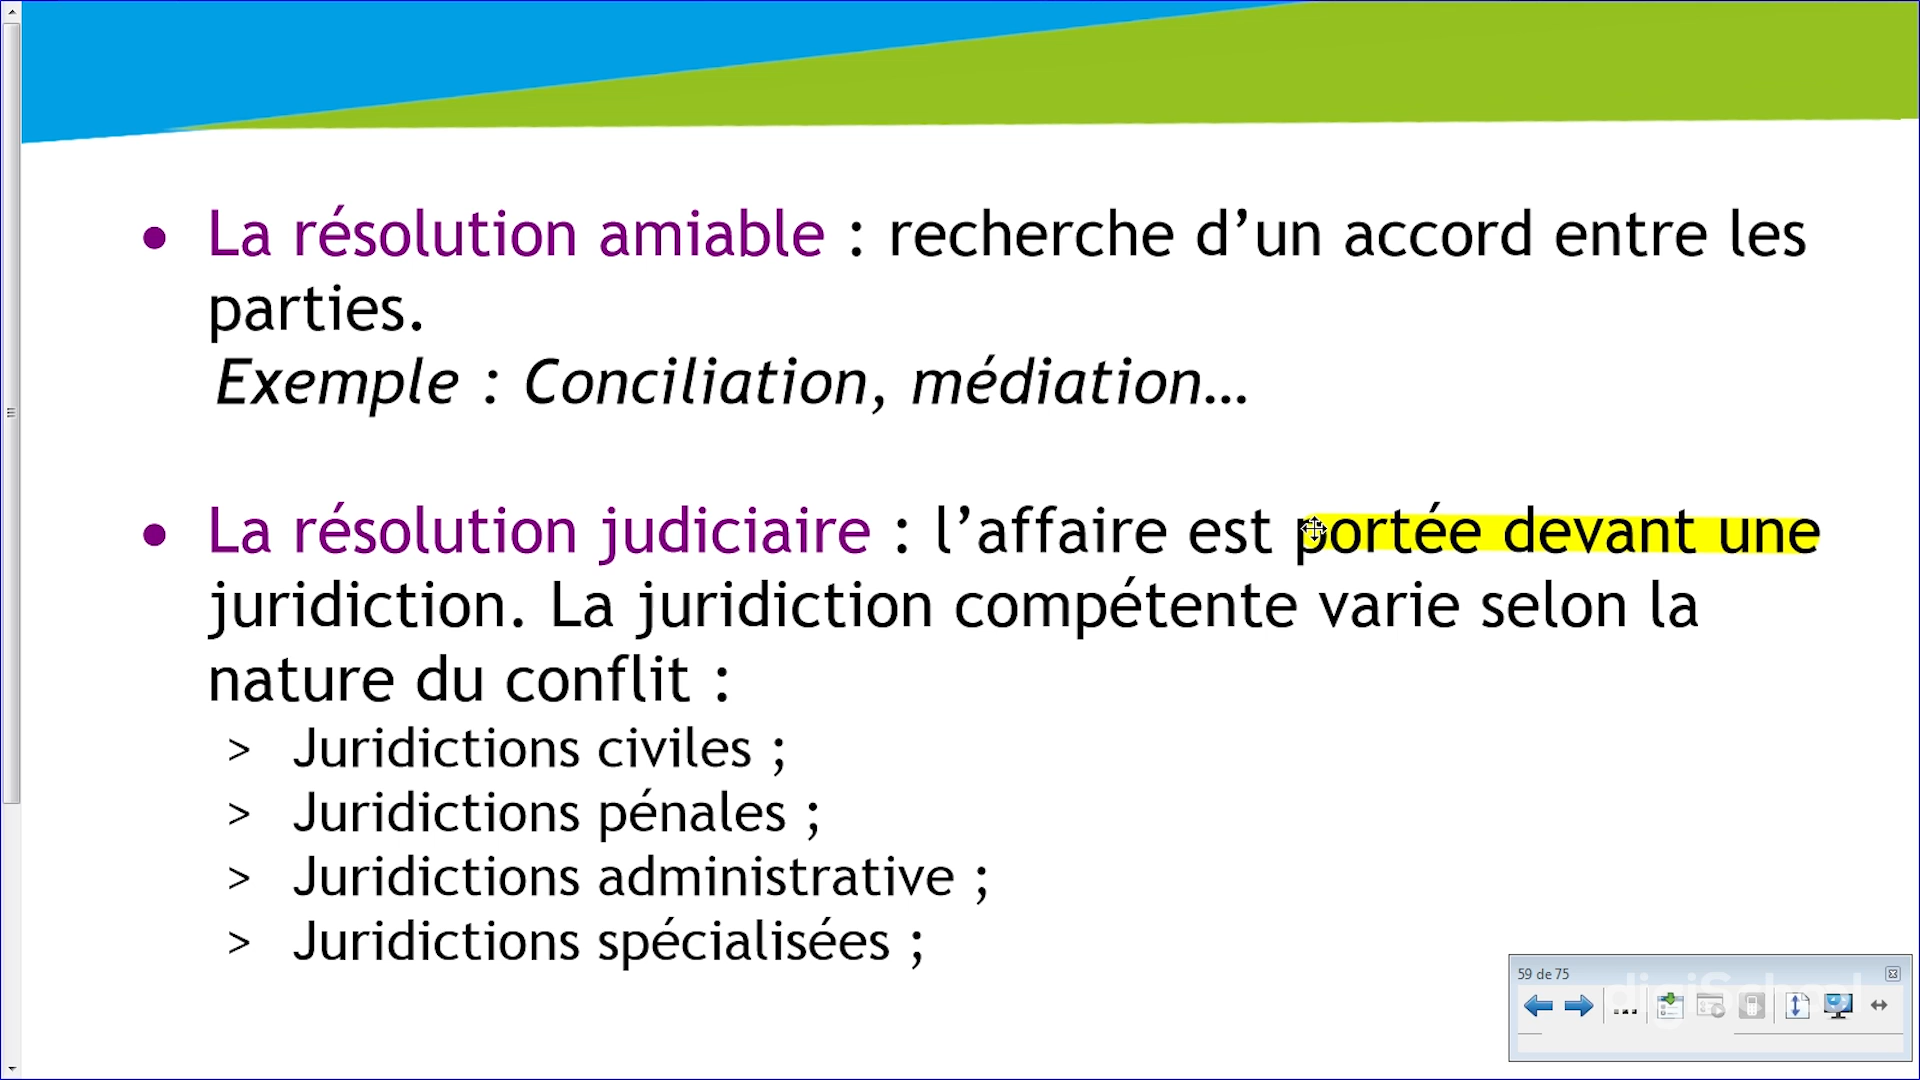 • La résolution amiable : recherche d’un accord entre les
parties.
Exemple : Conciliation, médiation…
• La résolution judiciaire : l’affaire est portée devant une
juridiction. La juridiction compétente varie selon la
nature du conflit :
> Juridictions civiles ;
> Juridictions pénales ;
> Juridictions administrative ;
> Juridictions spécialisées ;
59 de 75
digiSchool